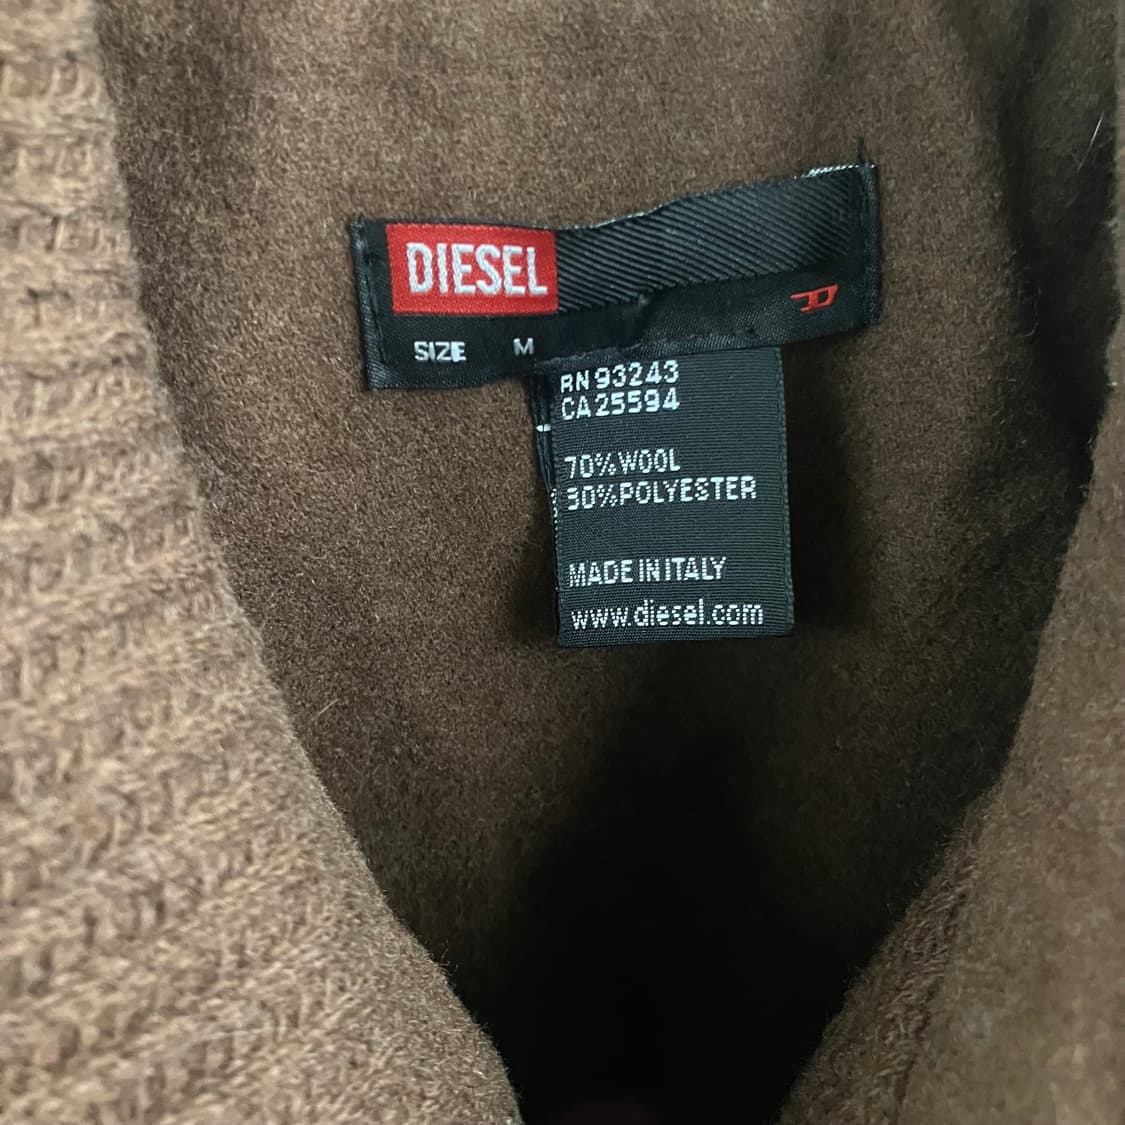 DIESEL
SIZE M
RN 93243
CA 25594
70% WOOL
30% POLYESTER
MADE IN ITALY
www.diesel.com